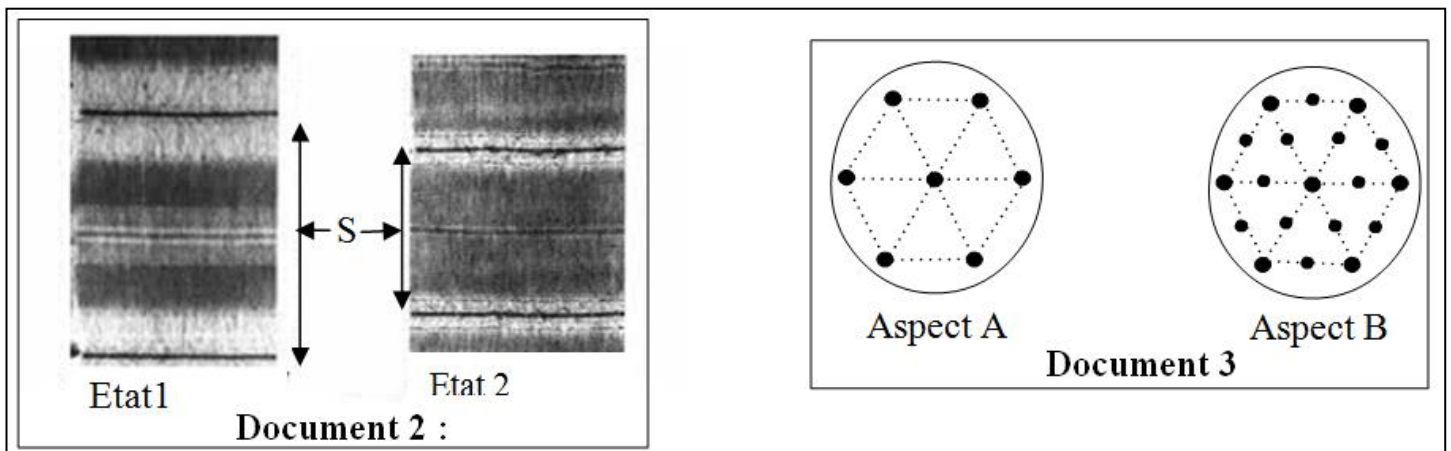 S
Etat1
Etat 2
Document 2 :
Aspect A
Aspect B
Document 3